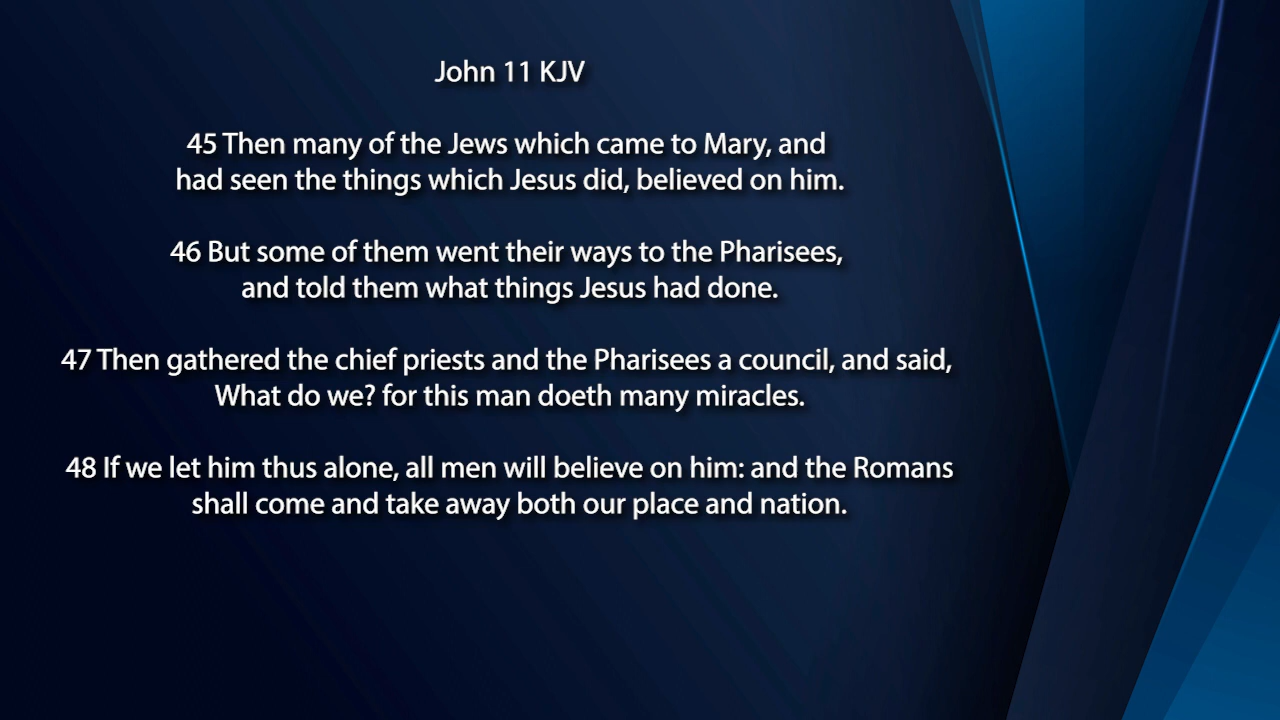 John 11 KJV
45 Then many of the Jews which came to Mary, and
had seen the things which Jesus did, believed on him.
46 But some of them went their ways to the Pharisees,
and told them what things Jesus had done.
47 Then gathered the chief priests and the Pharisees a council, and said,
What do we? for this man doeth many miracles.
48 If we let him thus alone, all men will believe on him: and the Romans
shall come and take away both our place and nation.